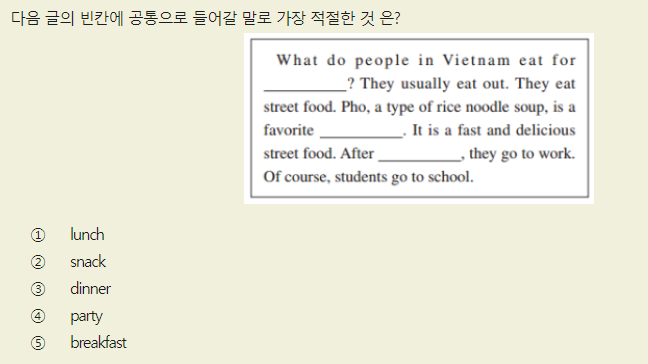 다음 글의 빈칸에 공통으로 들어갈 말로 가장 적절한 것 은?
What do people in Vietnam eat for
__________? They usually eat out. They eat
street food. Pho, a type of rice noodle soup, is a
favorite __________. It is a fast and delicious
street food. After __________, they go to work.
Of course, students go to school.
① lunch
② snack
③ dinner
④ party
⑤ breakfast